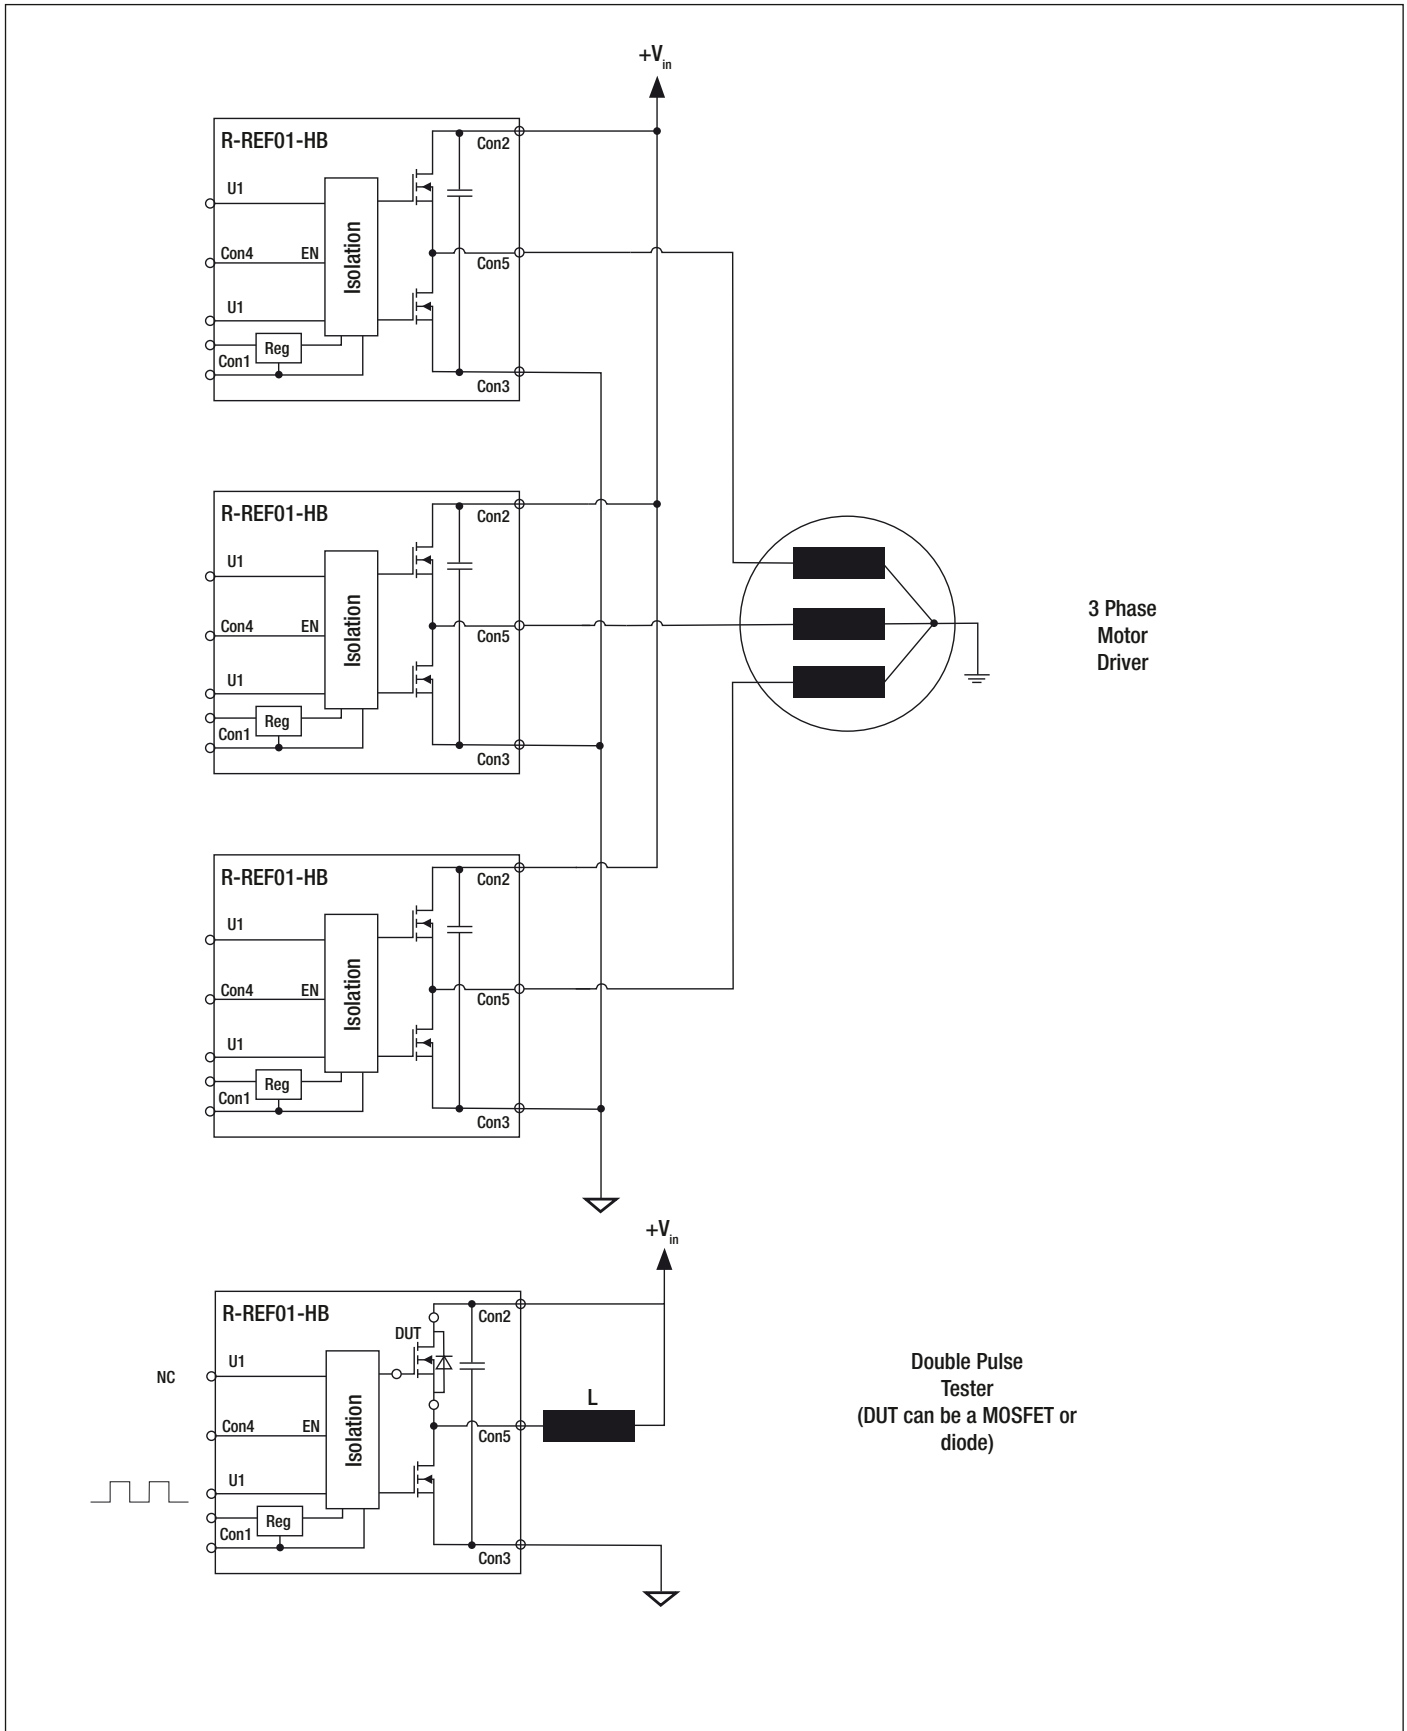 +Vin
R-REF01-HB
Con2
U1
Isolation
Con4 EN
Con5
U1
Reg
Con1
Con3
R-REF01-HB
Con2
U1
Isolation
Con4 EN
Con5
U1
Reg
Con1
Con3
3 Phase
Motor
Driver
R-REF01-HB
Con2
U1
Isolation
Con4 EN
Con5
U1
Reg
Con1
Con3
+Vin
R-REF01-HB
Con2
DUT
NC
U1
Isolation
L
Con4 EN
Con5
U1
Reg
Con1
Con3
Double Pulse
Tester
(DUT can be a MOSFET or
diode)